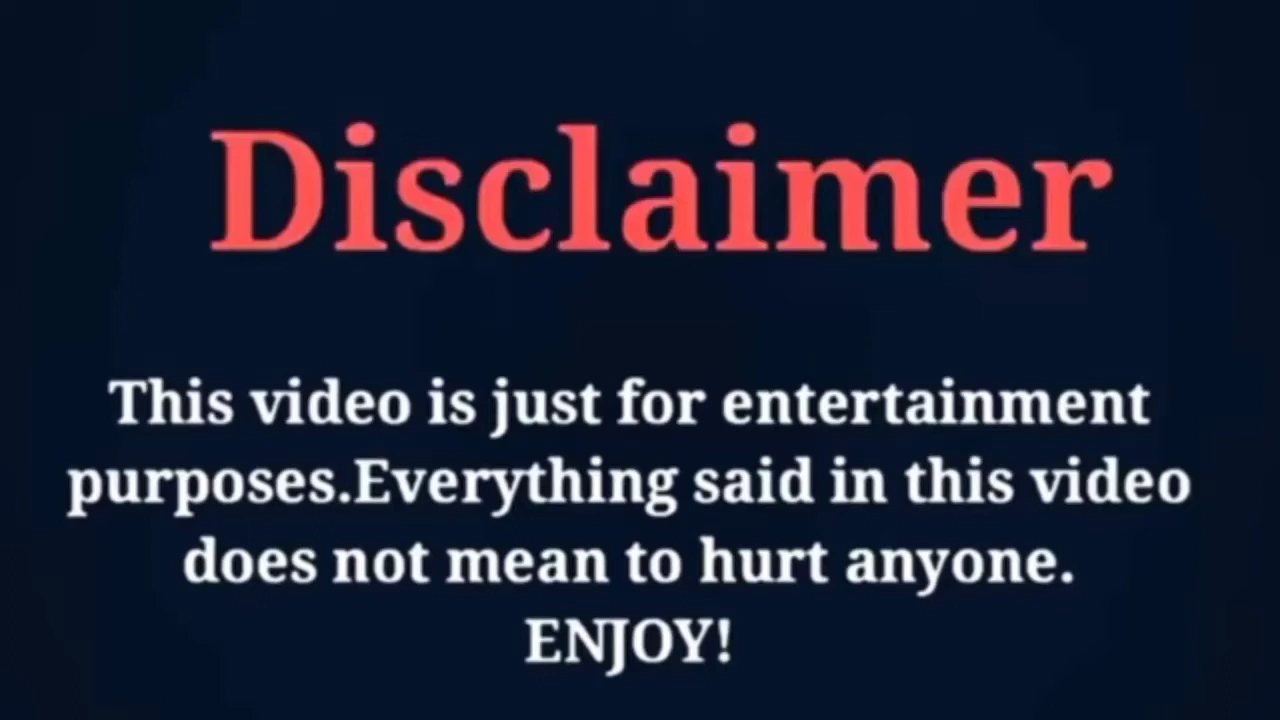 Disclaimer
This video is just for entertainment
purposes.Everything said in this video
does not mean to hurt anyone.
ENJOY!